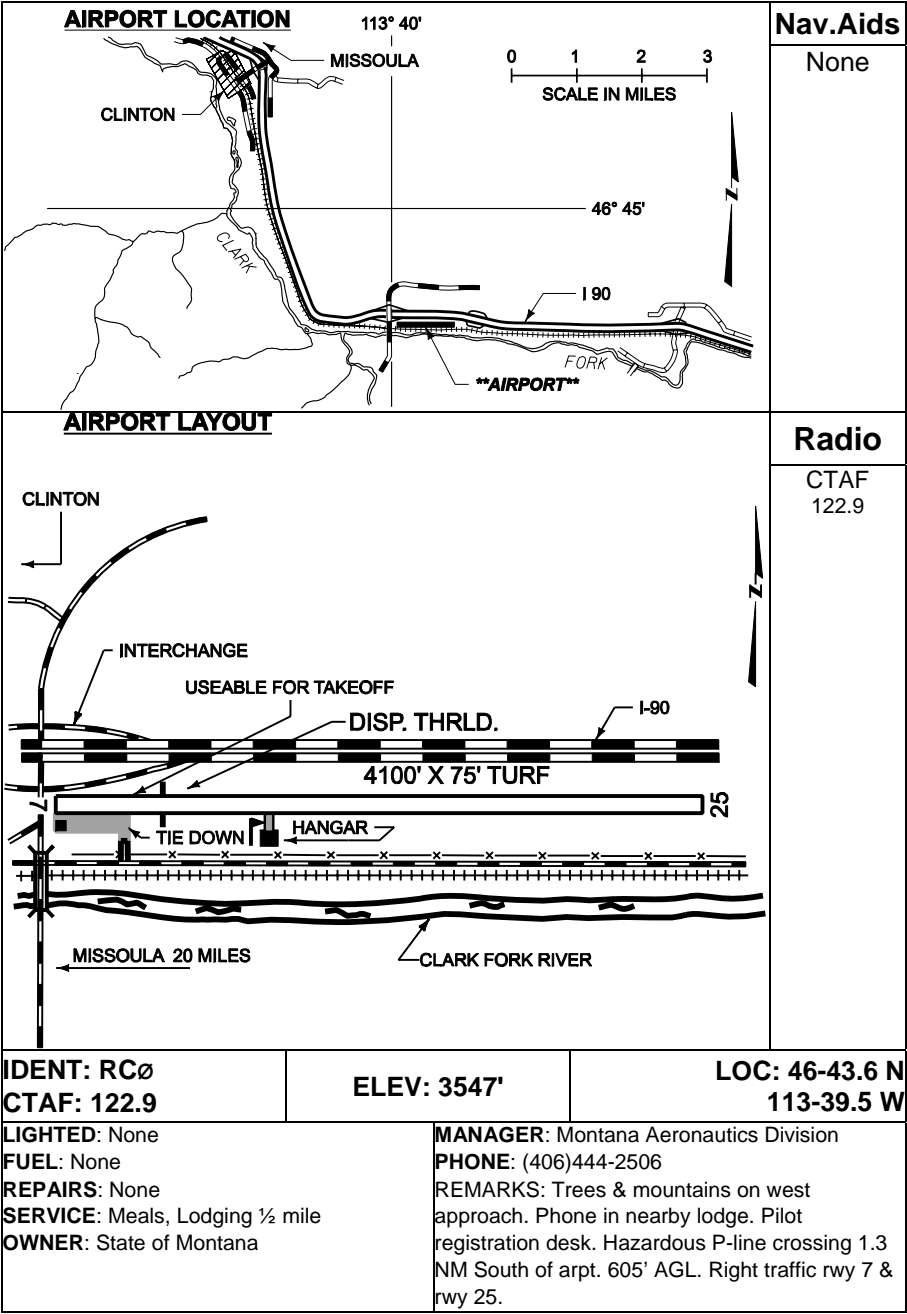 AIRPORT LOCATION
113° 40'
MISSOULA
0 1 2 3
SCALE IN MILES
CLINTON
N
46° 45'
CLARK
I 90
FORK
**AIRPORT**
Nav.Aids
None
AIRPORT LAYOUT
CLINTON
N
INTERCHANGE
USEABLE FOR TAKEOFF
DISP. THRLD.
I-90
4100' X 75' TURF
7
25
TIE DOWN
HANGAR
MISSOULA 20 MILES
CLARK FORK RIVER
Radio
CTAF
122.9
IDENT: RCØ
CTAF: 122.9
ELEV: 3547'
LOC: 46-43.6 N
113-39.5 W
LIGHTED: None
FUEL: None
REPAIRS: None
SERVICE: Meals, Lodging ½ mile
OWNER: State of Montana
MANAGER: Montana Aeronautics Division
PHONE: (406)444-2506
REMARKS: Trees & mountains on west
approach. Phone in nearby lodge. Pilot
registration desk. Hazardous P-line crossing 1.3
NM South of arpt. 605' AGL. Right traffic rwy 7 &
rwy 25.